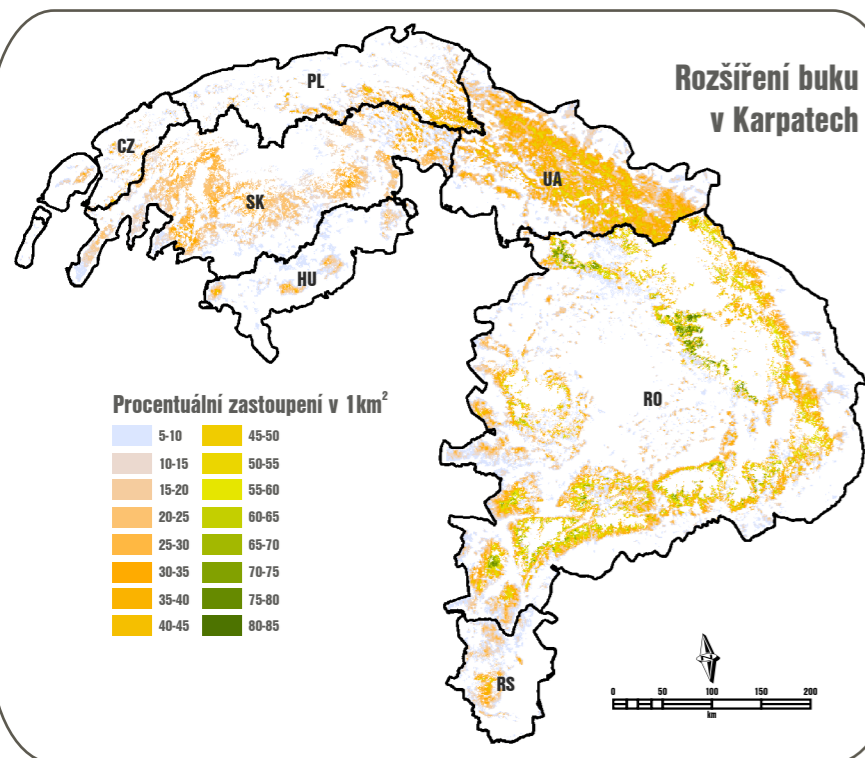 Rozšíření buku
v Karpatech
PL
CZ
SK
UA
HU
RO
RS
Procentuální zastoupení v 1km²
5-10
10-15
15-20
20-25
25-30
30-35
35-40
40-45
45-50
50-55
55-60
60-65
65-70
70-75
75-80
80-85
0 50 100 150 200
km